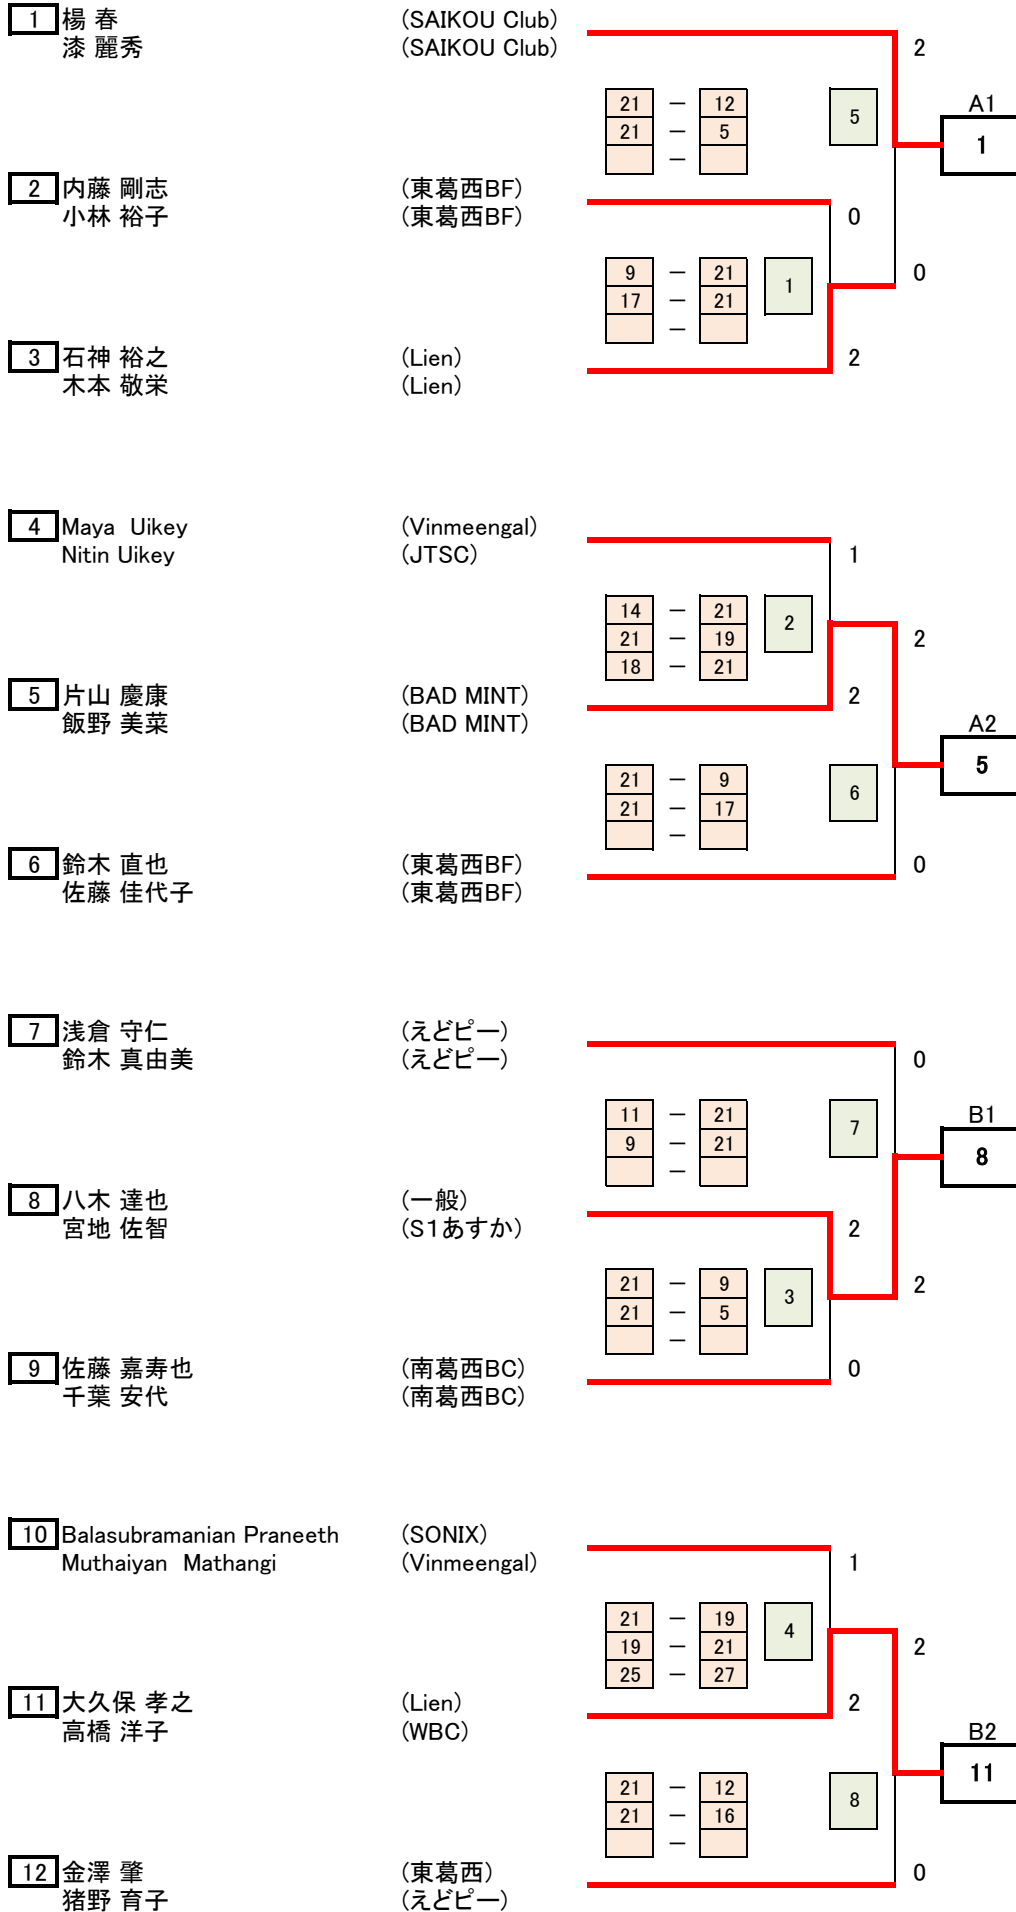 1 楊 春 (SAIKOU Club)
漆 麗秀 (SAIKOU Club) 2
21 － 12 5 A1
21 － 5 1
－
2 内藤 剛志 (東葛西BF)
小林 裕子 (東葛西BF) 0
9 － 21 1 0
17 － 21
－
3 石神 裕之 (Lien) 2
木本 敬栄 (Lien)
4 Maya Uikey (Vinmeengal)
Nitin Uikey (JTSC) 1
14 － 21 2
21 － 19 2
18 － 21
5 片山 慶康 (BAD MINT) 2
飯野 美菜 (BAD MINT) A2
5
21 － 9 6
21 － 17
－
6 鈴木 直也 (東葛西BF) 0
佐藤 佳代子 (東葛西BF)
7 浅倉 守仁 (えどピー)
鈴木 真由美 (えどピー) 0
11 － 21 7 B1
9 － 21 8
－
8 八木 達也 (一般)
宮地 佐智 (S1あすか) 2
21 － 9 3 2
21 － 5
－
9 佐藤 嘉寿也 (南葛西BC) 0
千葉 安代 (南葛西BC)
10 Balasubramanian Praneeth (SONIX)
Muthaiyan Mathangi (Vinmeengal) 1
21 － 19 4
19 － 21 2
25 － 27
11 大久保 孝之 (Lien) 2
高橋 洋子 (WBC) B2
11
21 － 12 8
21 － 16
－
12 金澤 肇 (東葛西) 0
猪野 育子 (えどピー)